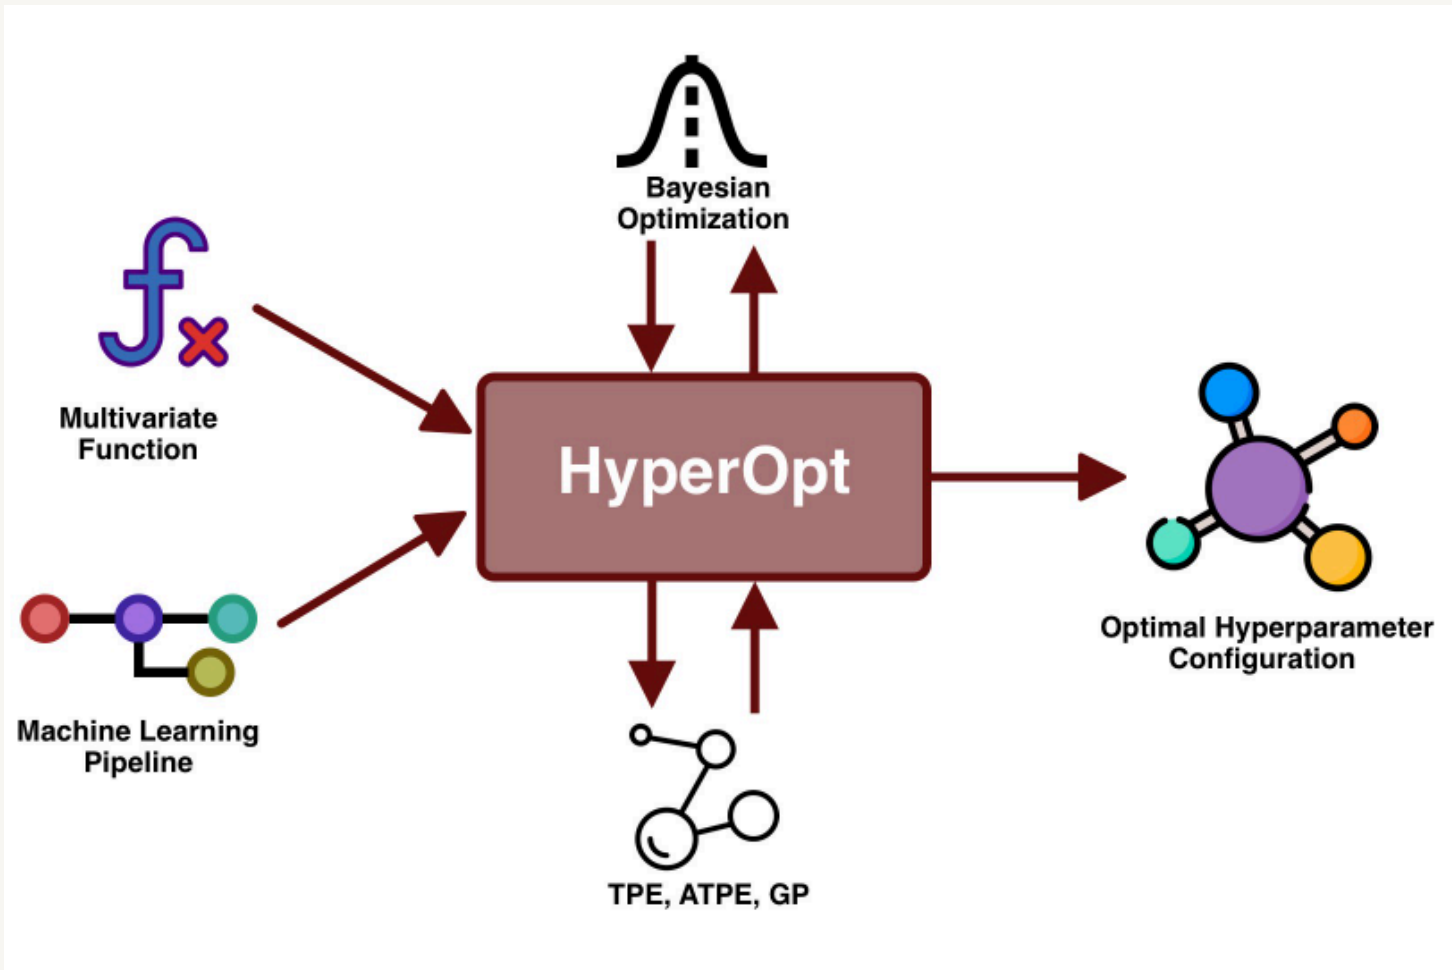 Bayesian
Optimization
Multivariate
Function
HyperOpt
Optimal Hyperparameter
Configuration
Machine Learning
Pipeline
TPE, ATPE, GP